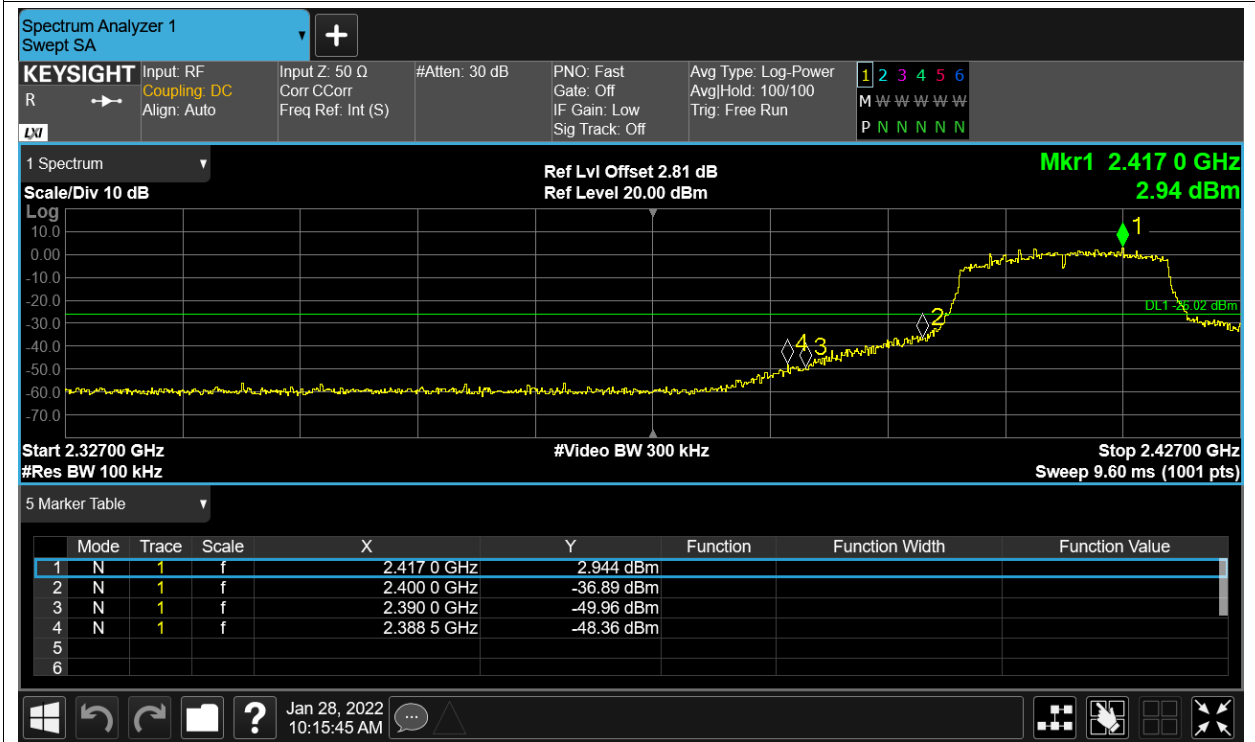 Spectrum Analyzer 1
Swept SA
KEYSIGHT
R
LXI
Input: RF
Coupling: DC
Align: Auto
Input Z: 50 Ω
Corr CCorr
Freq Ref: Int (S)
#Atten: 30 dB
PNO: Fast
Gate: Off
IF Gain: Low
Sig Track: Off
Avg Type: Log-Power
Avg|Hold: 100/100
Trig: Free Run
1 2 3 4 5 6
M W W W W W
P N N N N N
1 Spectrum
Scale/Div 10 dB
Ref Lvl Offset 2.81 dB
Ref Level 20.00 dBm
Mkr1 2.417 0 GHz
2.94 dBm
Log
10.0
0.00
-10.0
-20.0
-30.0
-40.0
-50.0
-60.0
-70.0
1
2
4
3
DL1 -26.02 dBm
Start 2.32700 GHz
#Video BW 300 kHz
Stop 2.42700 GHz
#Res BW 100 kHz
Sweep 9.60 ms (1001 pts)
5 Marker Table
Mode Trace Scale X Y Function Function Width Function Value
1 N 1 f 2.417 0 GHz 2.944 dBm
2 N 1 f 2.400 0 GHz -36.89 dBm
3 N 1 f 2.390 0 GHz -49.96 dBm
4 N 1 f 2.388 5 GHz -48.36 dBm
5
6
?
Jan 28, 2022
10:15:45 AM